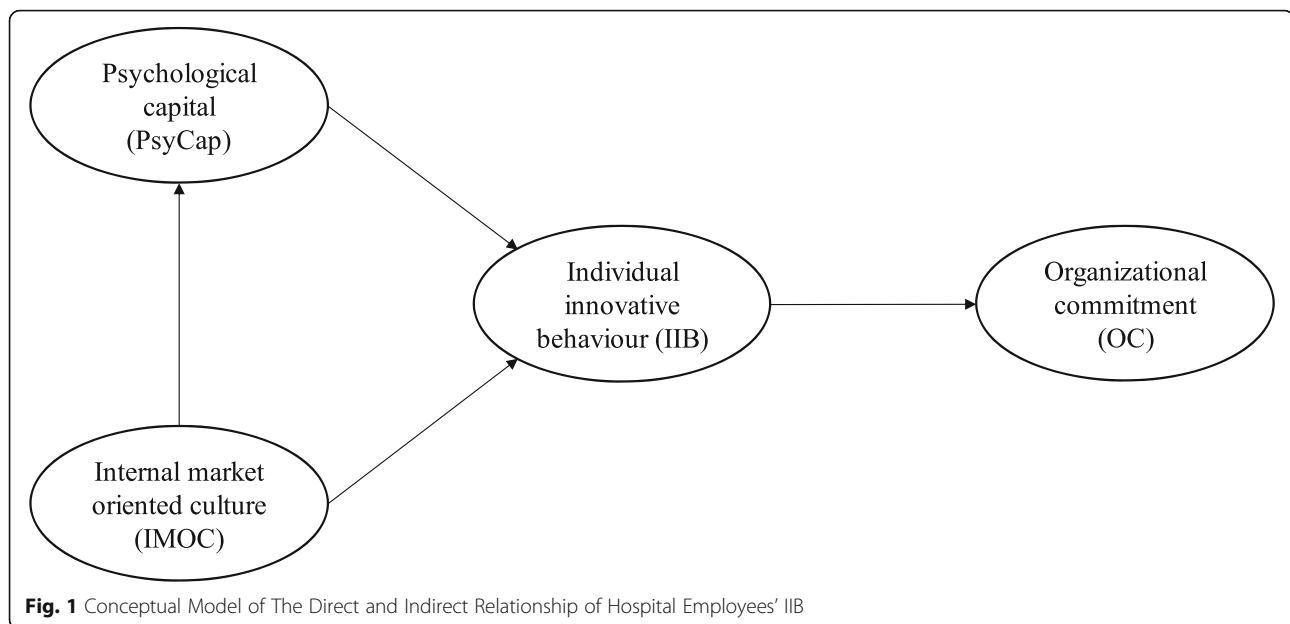 Psychological
capital
(PsyCap)
Individual
innovative
behaviour (IIB)
Organizational
commitment
(OC)
Internal market
oriented culture
(IMOC)
Fig. 1 Conceptual Model of The Direct and Indirect Relationship of Hospital Employees’ IIB